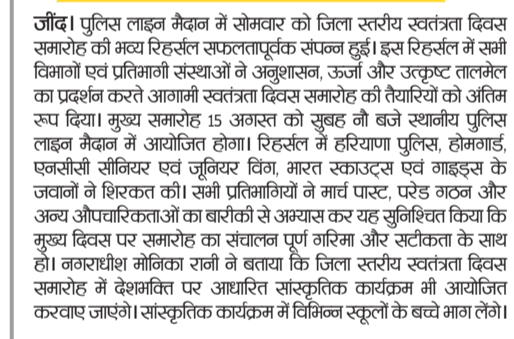 जींद। पुलिस लाइन मैदान में सोमवार को जिला स्तरीय स्वतंत्रता दिवस
समारोह की भव्य रिहर्सल सफलतापूर्वक संपन्न हुई। इस रिहर्सल में सभी
विभागों एवं प्रतिभागी संस्थाओं ने अनुशासन, ऊर्जा और उत्कृष्ट तालमेल
का प्रदर्शन करते आगामी स्वतंत्रता दिवस समारोह की तैयारियों को अंतिम
रूप दिया। मुख्य समारोह 15 अगस्त को सुबह नौ बजे स्थानीय पुलिस
लाइन मैदान में आयोजित होगा। रिहर्सल में हरियाणा पुलिस, होमगार्ड,
एनसीसी सीनियर एवं जूनियर विंग, भारत स्काउट्स एवं गाइड्स के
जवानों ने शिरकत की। सभी प्रतिभागियों ने मार्च पास्ट, परेड गठन और
अन्य औपचारिकताओं का बारीकी से अभ्यास कर यह सुनिश्चित किया कि
मुख्य दिवस पर समारोह का संचालन पूर्ण गरिमा और सटीकता के साथ
हो। नगराधीश मोनिका रानी ने बताया कि जिला स्तरीय स्वतंत्रता दिवस
समारोह में देशभक्ति पर आधारित सांस्कृतिक कार्यक्रम भी आयोजित
करवाए जाएंगे। सांस्कृतिक कार्यक्रम में विभिन्न स्कूलों के बच्चे भाग लेंगे।